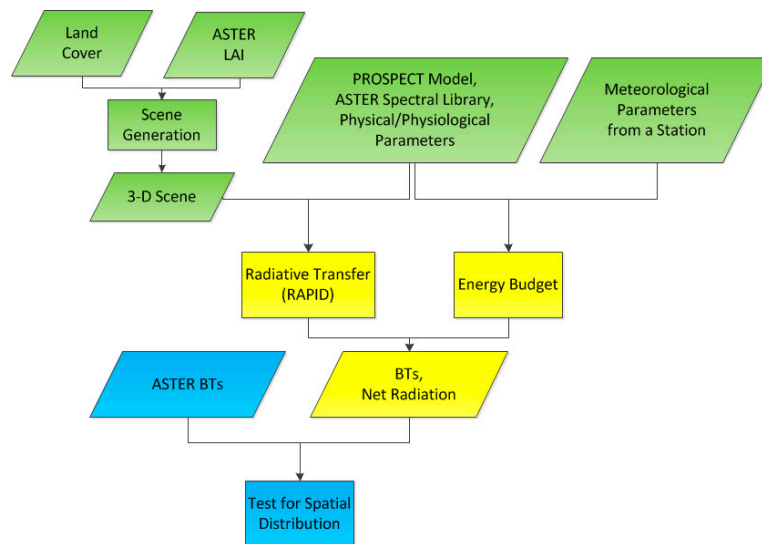 Land
Cover
ASTER
LAI
PROSPECT Model,
ASTER Spectral Library,
Physical/Physiological
Parameters
Meteorological
Parameters
from a Station
Scene
Generation
3-D Scene
Radiative Transfer
(RAPID)
Energy Budget
ASTER BTs
BTs,
Net Radiation
Test for Spatial
Distribution